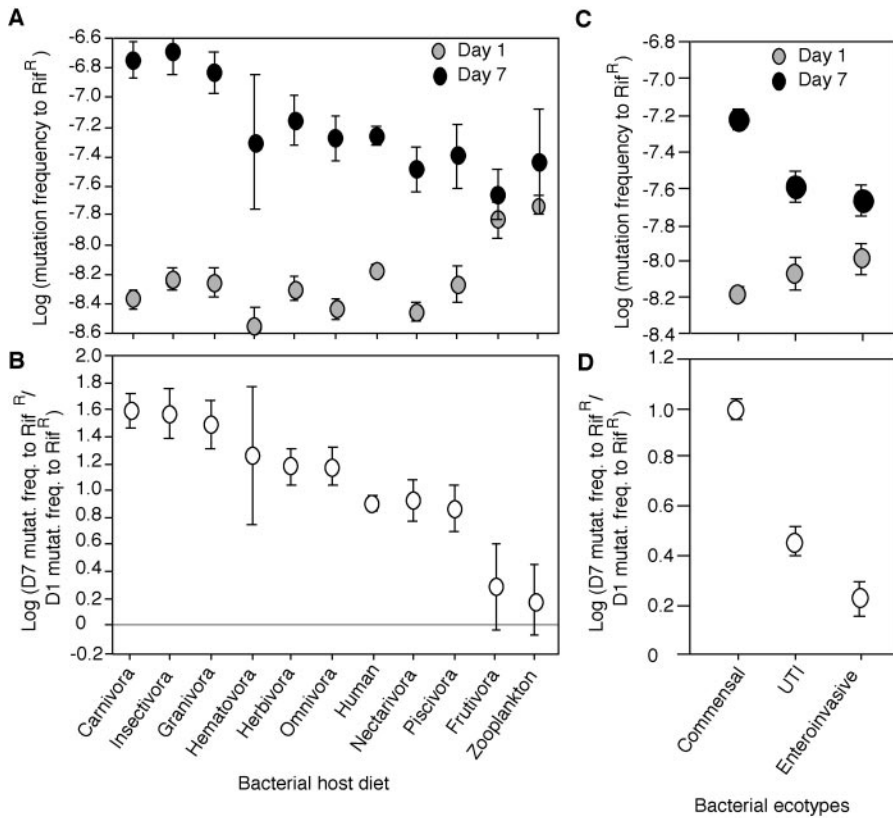 A
-6.6
-6.8
-7.0
-7.2
-7.4
-7.6
-7.8
-8.0
-8.2
-8.4
-8.6
Log (mutation frequency to Rif^R)
Day 1
Day 7
B
2.0
1.8
1.6
1.4
1.2
1.0
0.8
0.6
0.4
0.2
0
-0.2
Log (D7 mutat. freq. to Rif ^R/
D1 mutat. freq. to Rif^R)
Carnivora
Insectivora
Granivora
Hematovora
Herbivora
Omnivora
Human
Nectarivora
Piscivora
Frutivora
Zooplankton
Bacterial host diet
C
-6.8
-7.0
-7.2
-7.4
-7.6
-7.8
-8.0
-8.2
-8.4
Log (mutation frequency to Rif^R)
Day 1
Day 7
D
1.2
1.0
0.8
0.6
0.4
0.2
0
Log (D7 mutat. freq. to Rif ^R/
D1 mutat. freq. to Rif^R)
Commensal
UTI
Enteroinvasive
Bacterial ecotypes